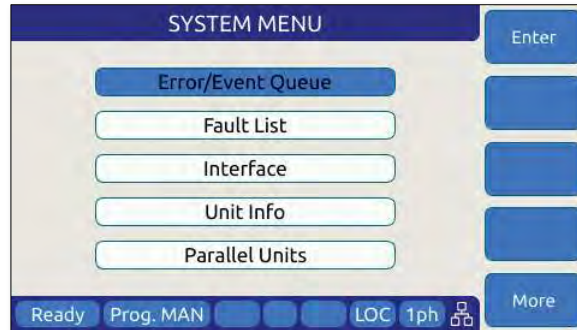 SYSTEM MENU
Enter
Error/Event Queue
Fault List
Interface
Unit Info
Parallel Units
More
Ready Prog. MAN LOC 1ph